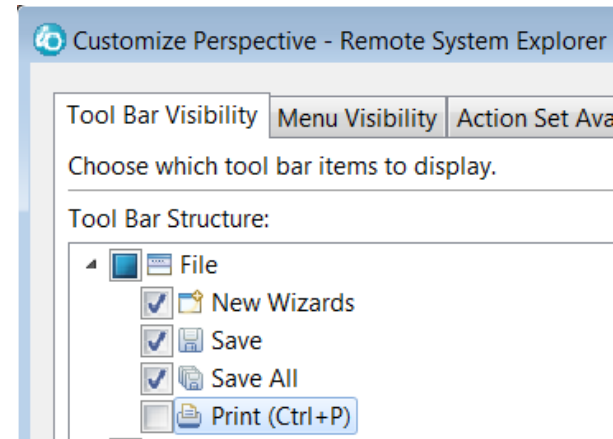 Customize Perspective - Remote System Explorer
Tool Bar Visibility Menu Visibility Action Set Ava
Choose which tool bar items to display.
Tool Bar Structure:
File
New Wizards
Save
Save All
Print (Ctrl+P)